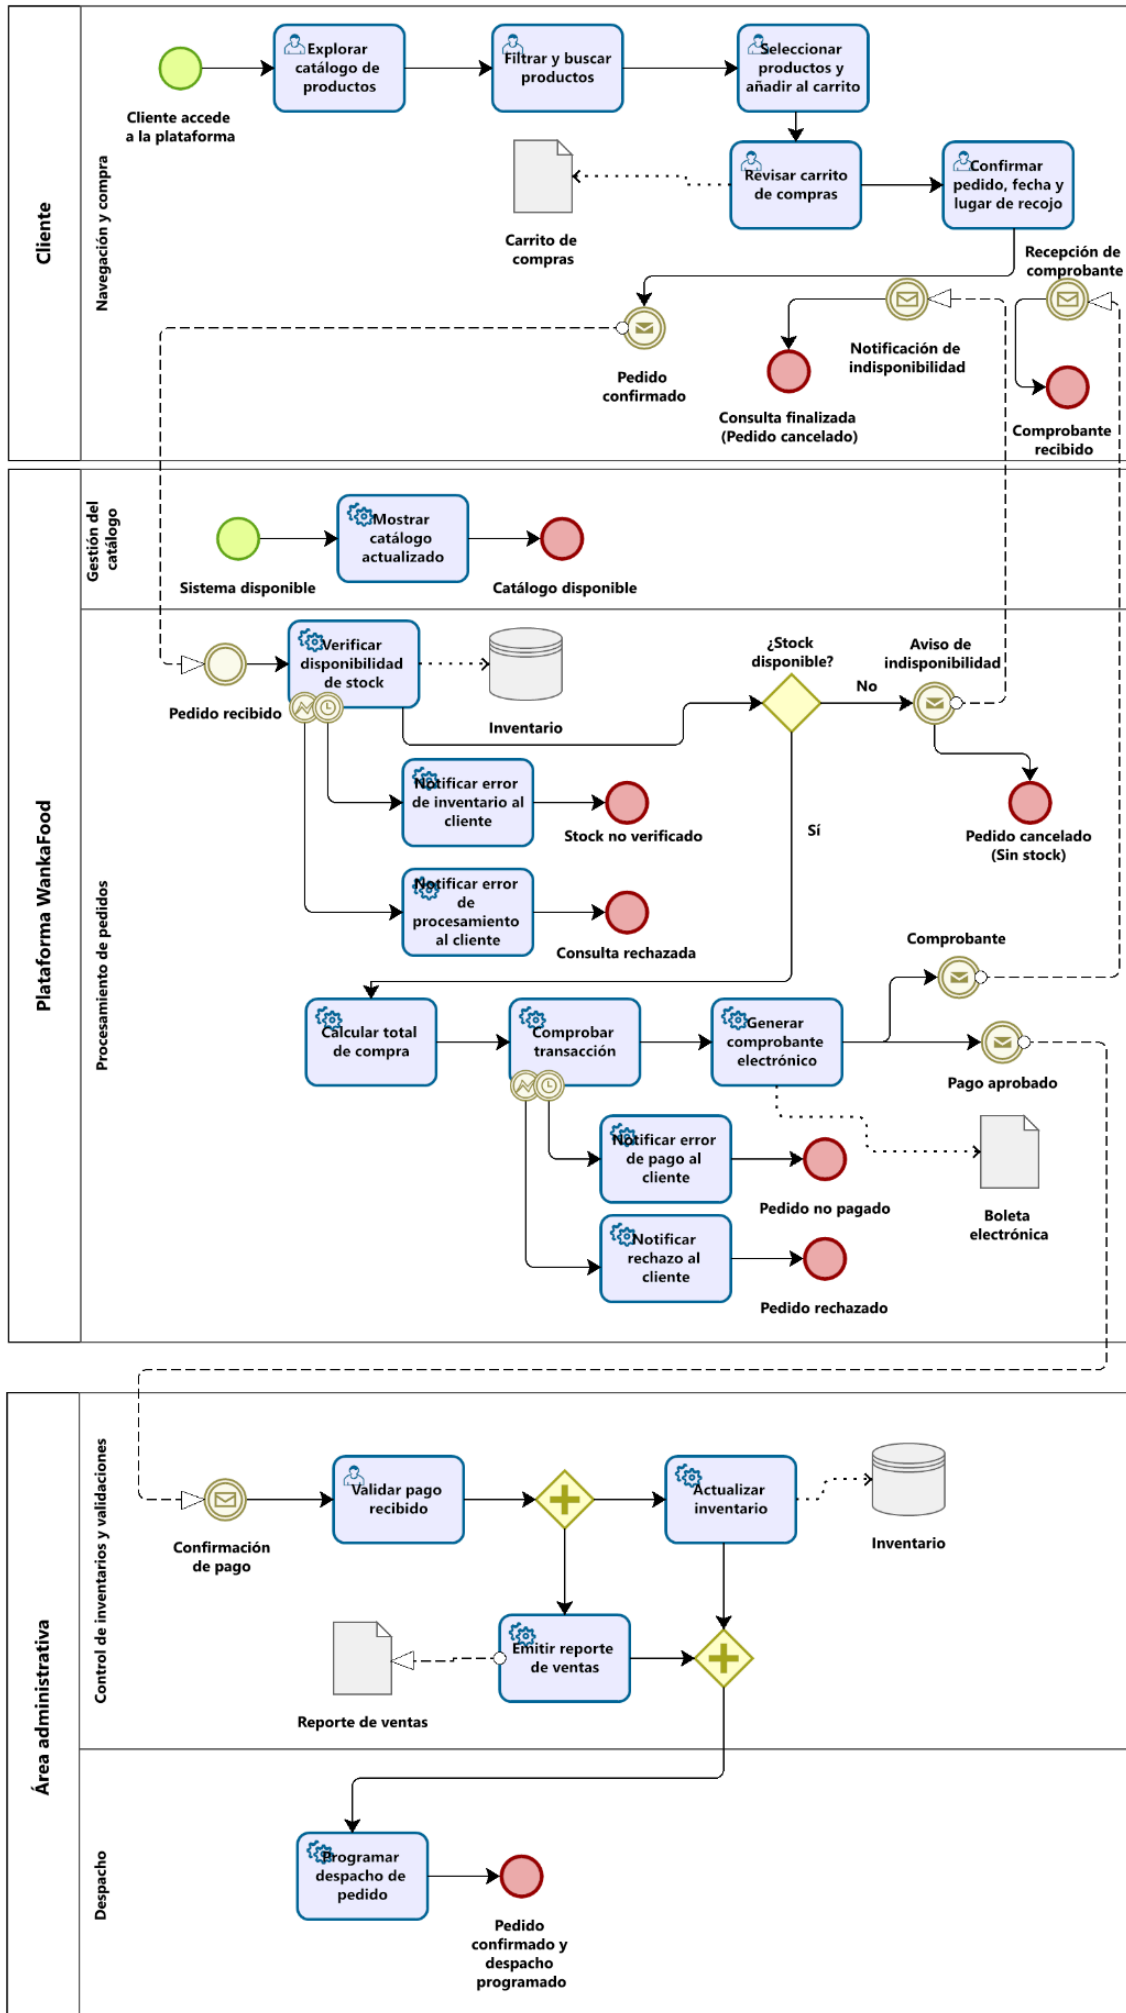 Cliente
Navegación y compra
Cliente accede
a la plataforma
Explorar
catálogo de
productos
Filtrar y buscar
productos
Seleccionar
productos y
añadir al carrito
Carrito de
compras
Revisar carrito
de compras
Confirmar
pedido, fecha y
lugar de recojo
Recepción de
comprobante
Pedido
confirmado
Notificación de
indisponibilidad
Consulta finalizada
(Pedido cancelado)
Comprobante
recibido
Plataforma WankaFood
Gestión del
catálogo
Sistema disponible
Mostrar
catálogo
actualizado
Catálogo disponible
Procesamiento de pedidos
Pedido recibido
Verificar
disponibilidad
de stock
Inventario
¿Stock
disponible?
No
Sí
Aviso de
indisponibilidad
Pedido cancelado
(Sin stock)
Notificar error
de inventario al
cliente
Stock no verificado
Notificar error
de
procesamiento
al cliente
Consulta rechazada
Calcular total
de compra
Comprobar
transacción
Generar
comprobante
electrónico
Comprobante
Pago aprobado
Notificar error
de pago al
cliente
Pedido no pagado
Boleta
electrónica
Notificar
rechazo al
cliente
Pedido rechazado
Área administrativa
Control de inventarios y validaciones
Confirmación
de pago
Validar pago
recibido
Actualizar
inventario
Inventario
Emitir reporte
de ventas
Reporte de ventas
Despacho
Programar
despacho de
pedido
Pedido
confirmado y
despacho
programado